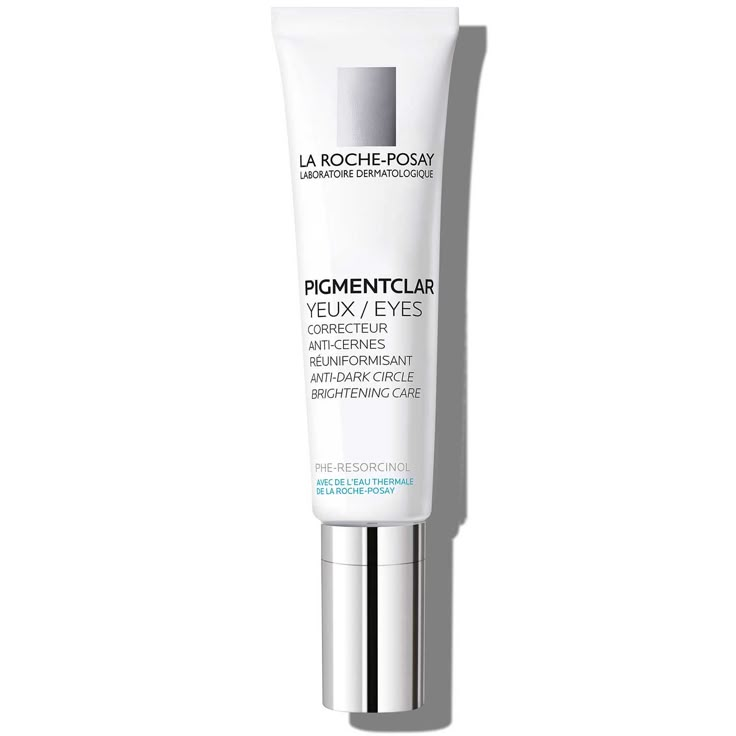 LA ROCHE-POSAY
LABORATOIRE DERMATOLOGIQUE
PIGMENTCLAR
YEUX / EYES
CORRECTEUR
ANTI-CERNES
RÉUNIFORMISANT
ANTI-DARK CIRCLE
BRIGHTENING CARE
PHE-RESORCINOL
AVEC DE L'EAU THERMALE
DE LA ROCHE-POSAY